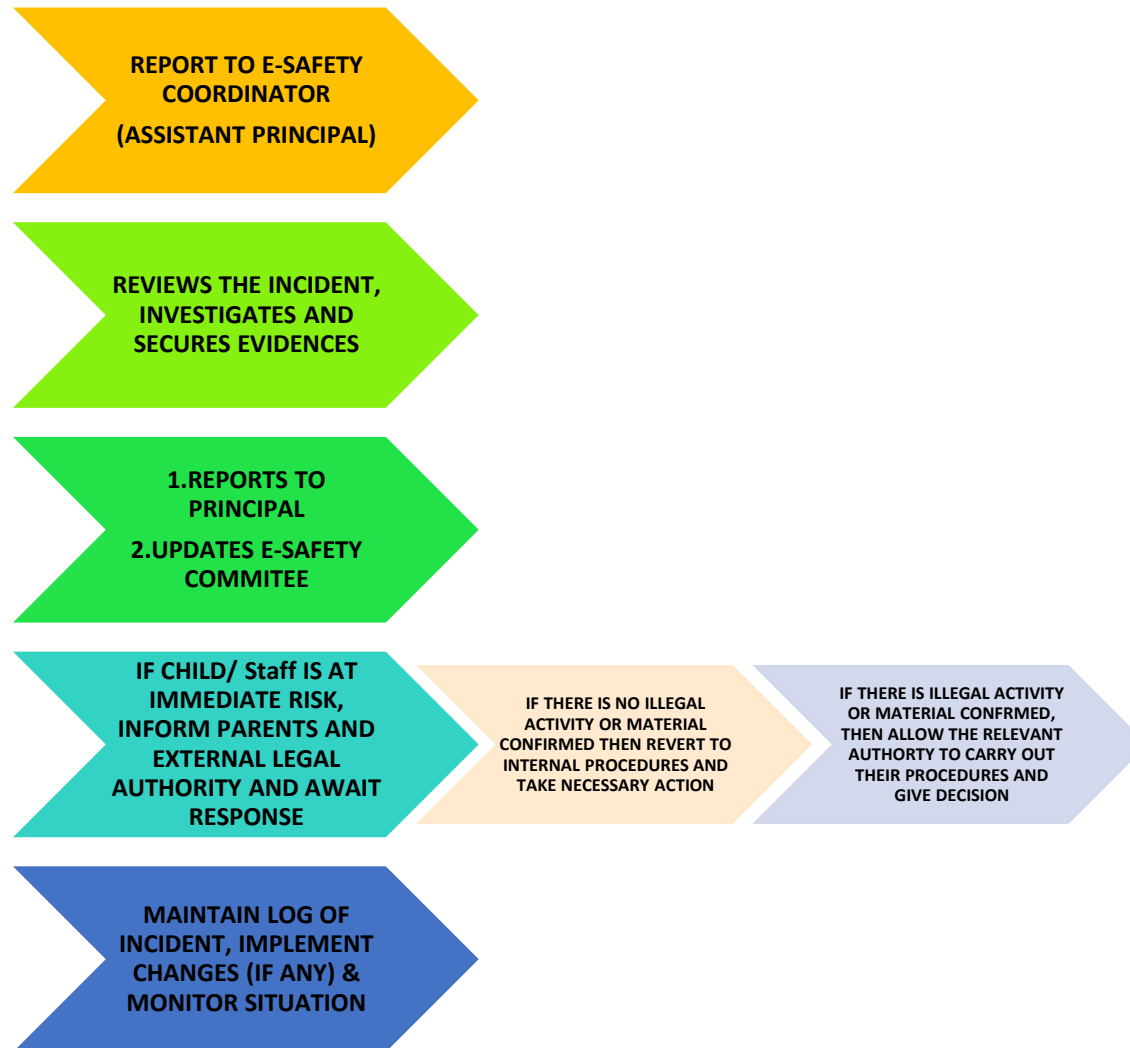 REPORT TO E-SAFETY
COORDINATOR
(ASSISTANT PRINCIPAL)
REVIEWS THE INCIDENT,
INVESTIGATES AND
SECURES EVIDENCES
1.REPORTS TO
PRINCIPAL
2.UPDATES E-SAFETY
COMMITEE
IF CHILD/ Staff IS AT
IMMEDIATE RISK,
INFORM PARENTS AND
EXTERNAL LEGAL
AUTHORITY AND AWAIT
RESPONSE
IF THERE IS NO ILLEGAL
ACTIVITY OR MATERIAL
CONFIRMED THEN REVERT TO
INTERNAL PROCEDURES AND
TAKE NECESSARY ACTION
IF THERE IS ILLEGAL ACTIVITY
OR MATERIAL CONFRMED,
THEN ALLOW THE RELEVANT
AUTHORTY TO CARRY OUT
THEIR PROCEDURES AND
GIVE DECISION
MAINTAIN LOG OF
INCIDENT, IMPLEMENT
CHANGES (IF ANY) &
MONITOR SITUATION